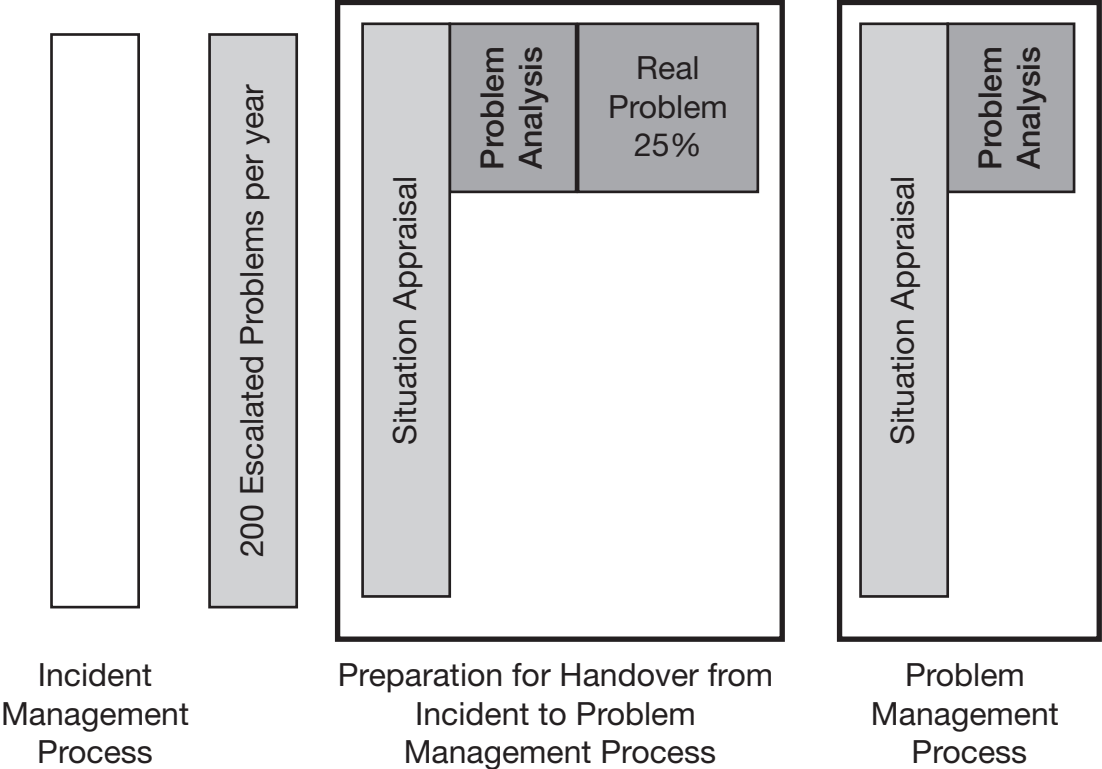 200 Escalated Problems per year
Situation Appraisal
Problem
Analysis
Real
Problem
25%
Situation Appraisal
Problem
Analysis
Incident
Management
Process
Preparation for Handover from
Incident to Problem
Management Process
Problem
Management
Process